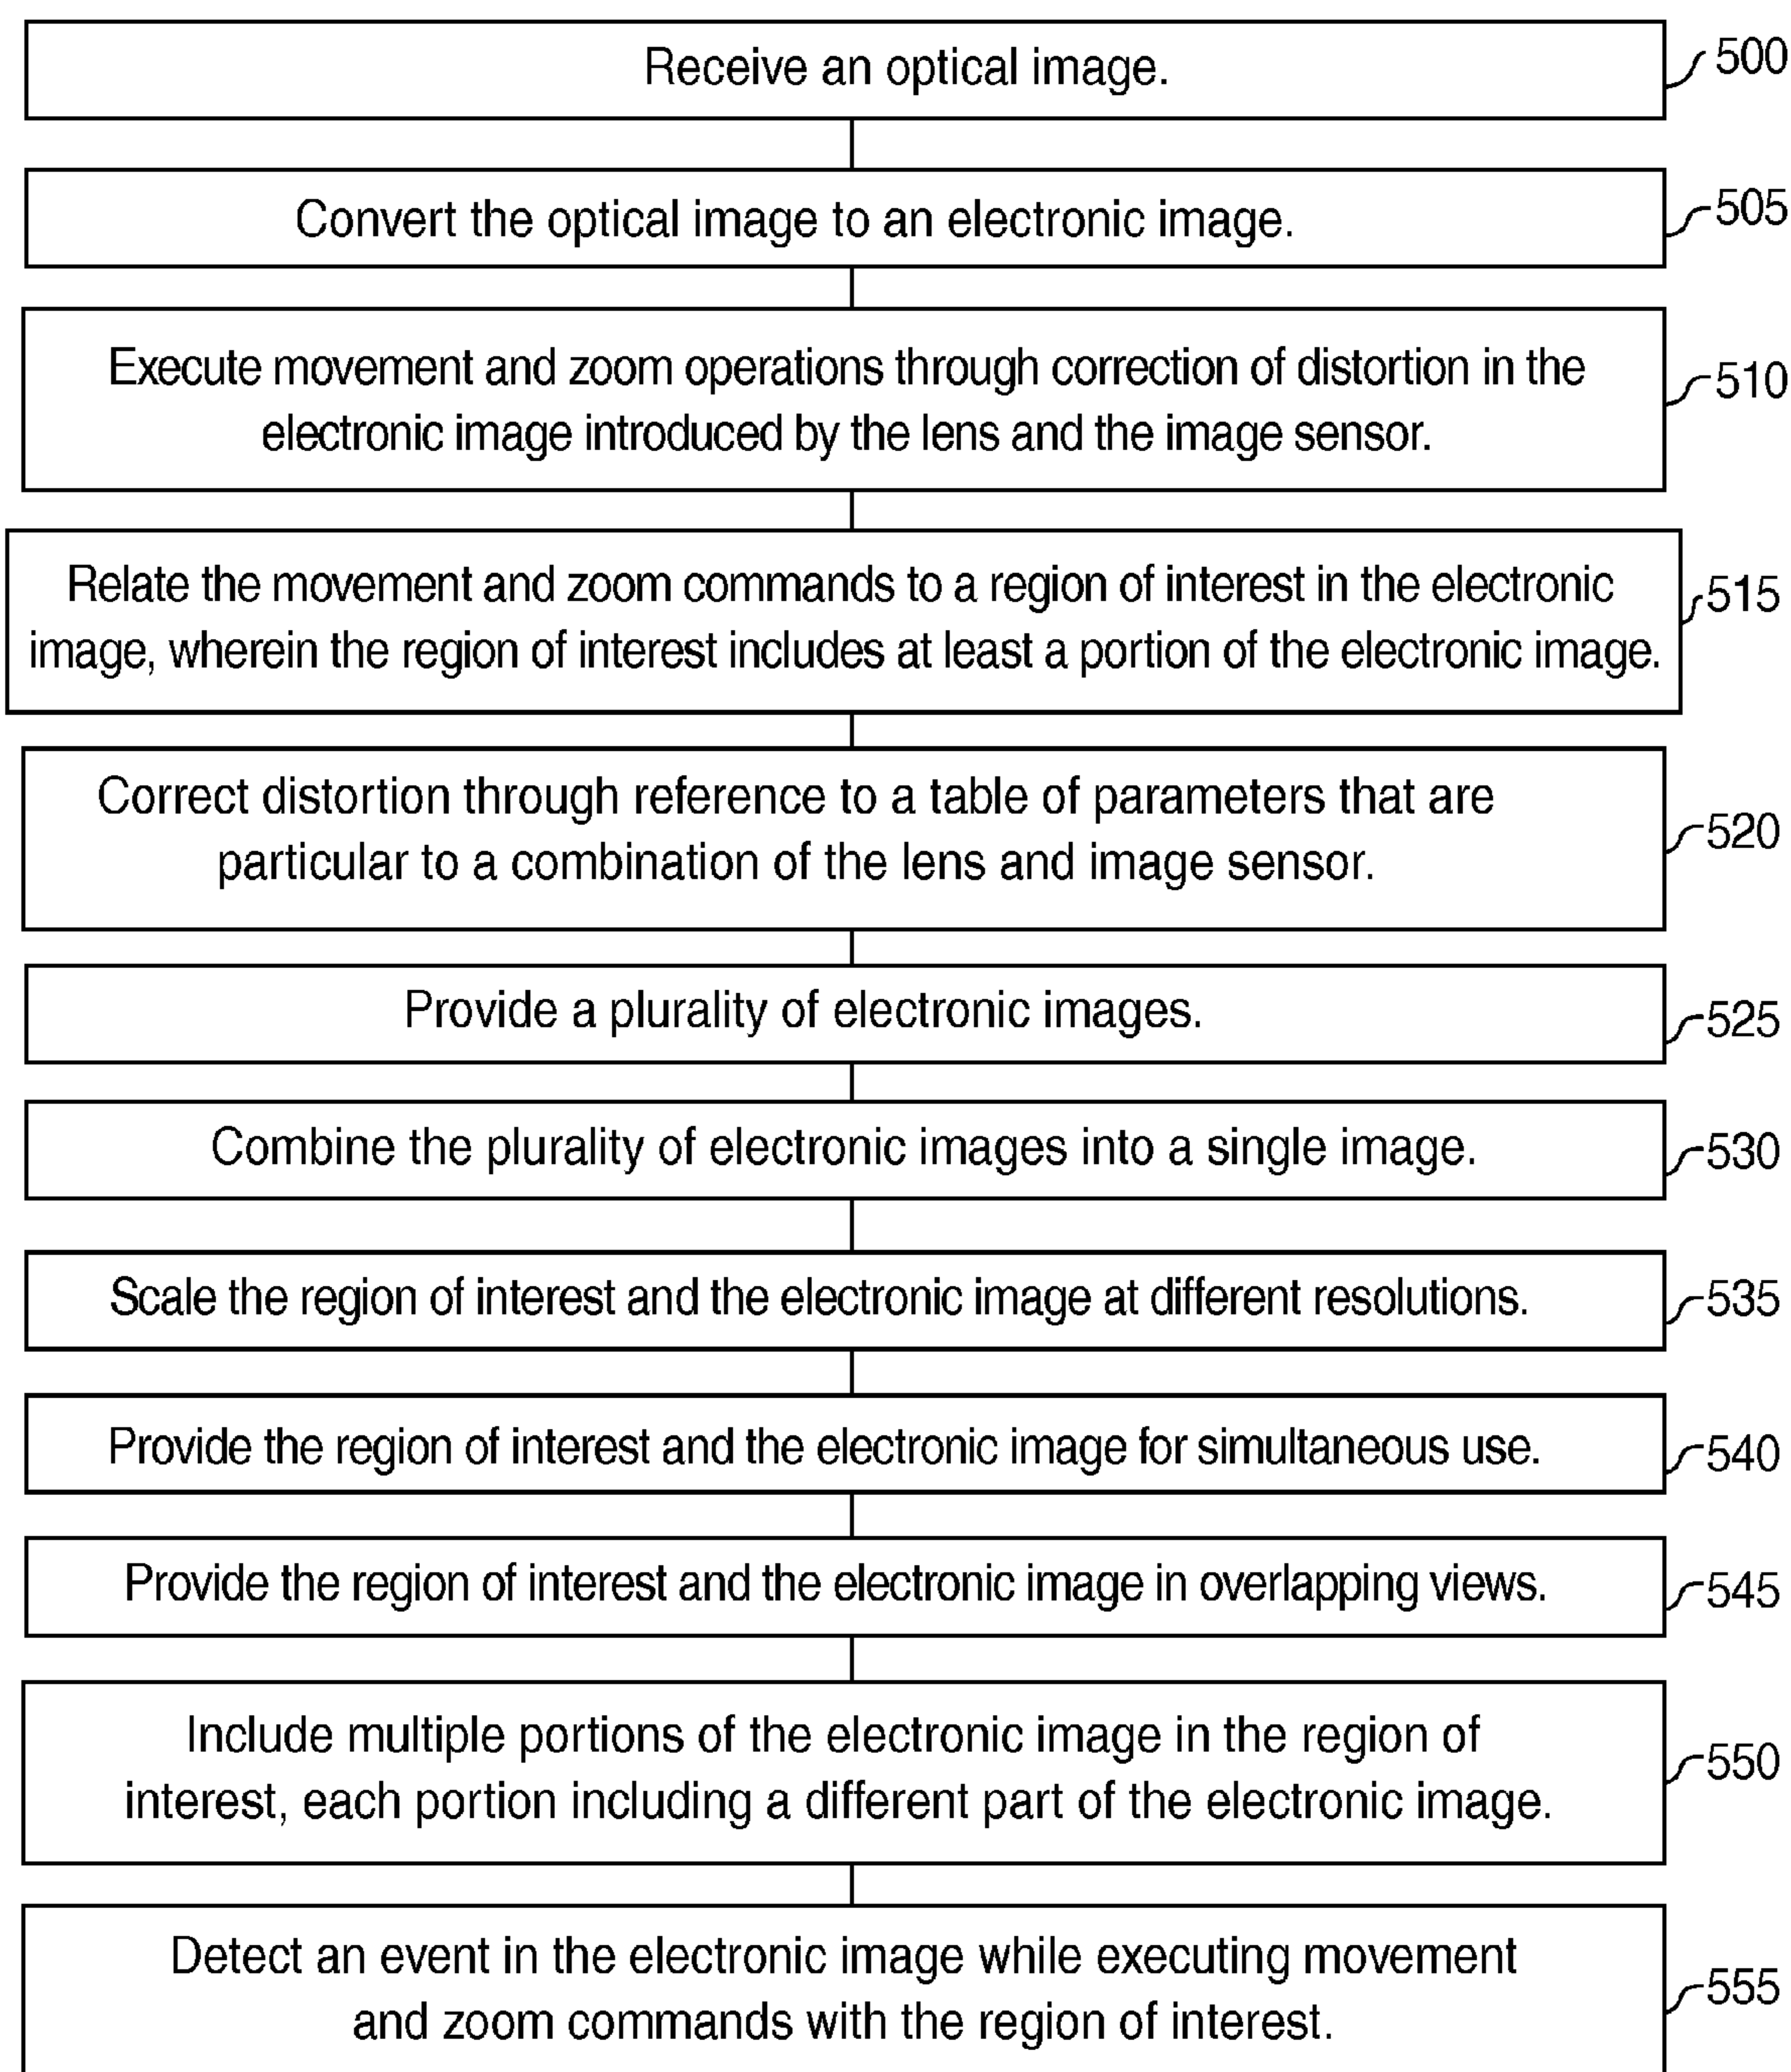 Receive an optical image.
500
Convert the optical image to an electronic image.
505
Execute movement and zoom operations through correction of distortion in the
electronic image introduced by the lens and the image sensor.
510
Relate the movement and zoom commands to a region of interest in the electronic
image, wherein the region of interest includes at least a portion of the electronic image.
515
Correct distortion through reference to a table of parameters that are
particular to a combination of the lens and image sensor.
520
Provide a plurality of electronic images.
525
Combine the plurality of electronic images into a single image.
530
Scale the region of interest and the electronic image at different resolutions.
535
Provide the region of interest and the electronic image for simultaneous use.
540
Provide the region of interest and the electronic image in overlapping views.
545
Include multiple portions of the electronic image in the region of
interest, each portion including a different part of the electronic image.
550
Detect an event in the electronic image while executing movement
and zoom commands with the region of interest.
555